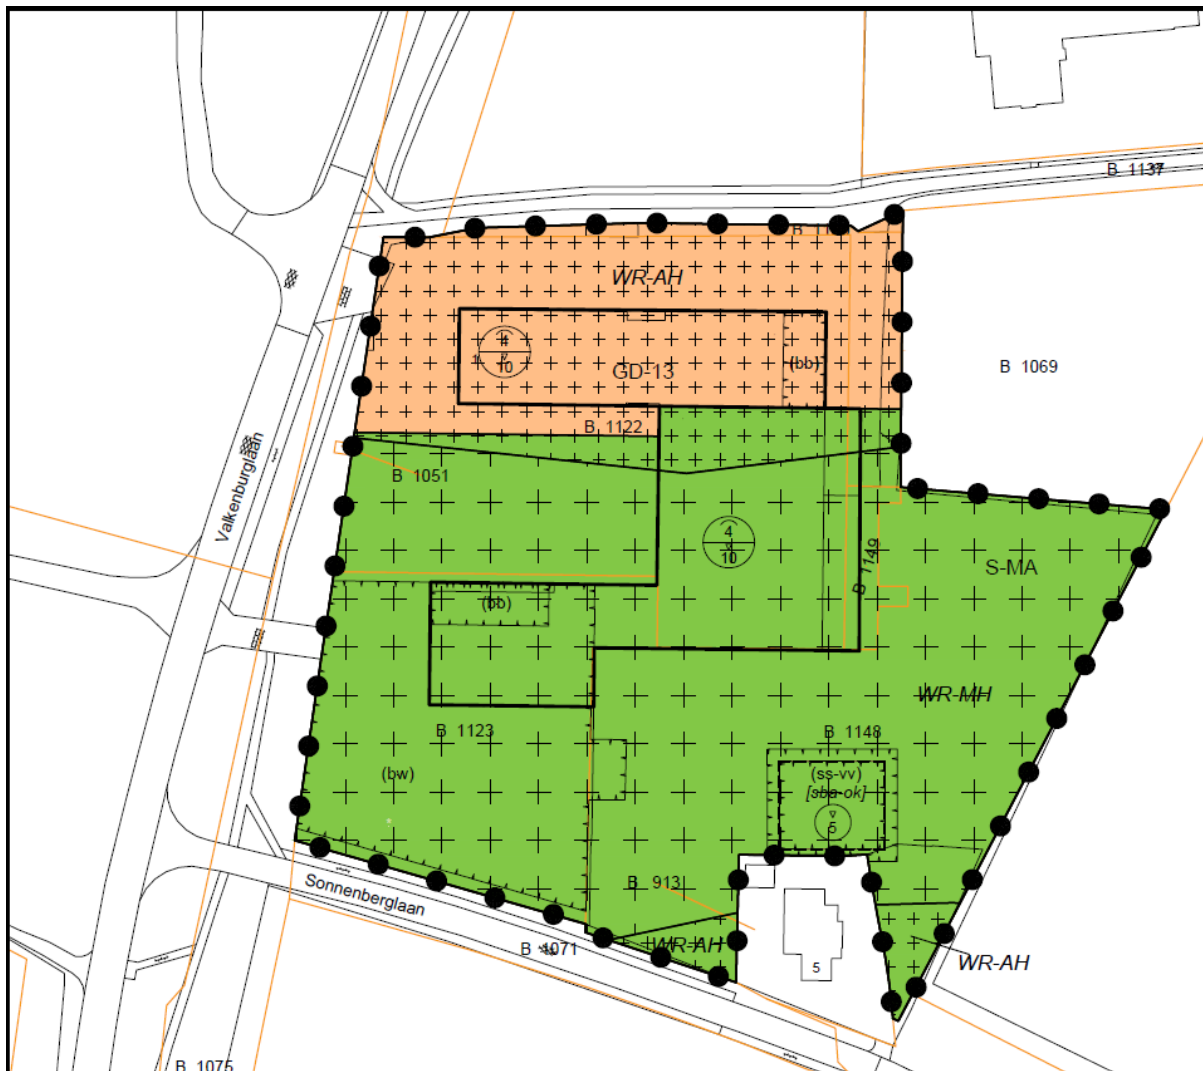 B 1137
WR-AH
4
10
GD-13
(bb)
B 1069
B 1122
B 1051
Valkenburglaan
4
10
B 1149
S-MA
(bb)
WR-MH
B 1123
B 1148
(bw)
(ss-vv)
[sba-ok]
5
B 913
Sonnenberglaan
B 1071
WR-AH
WR-AH
5
B 1075